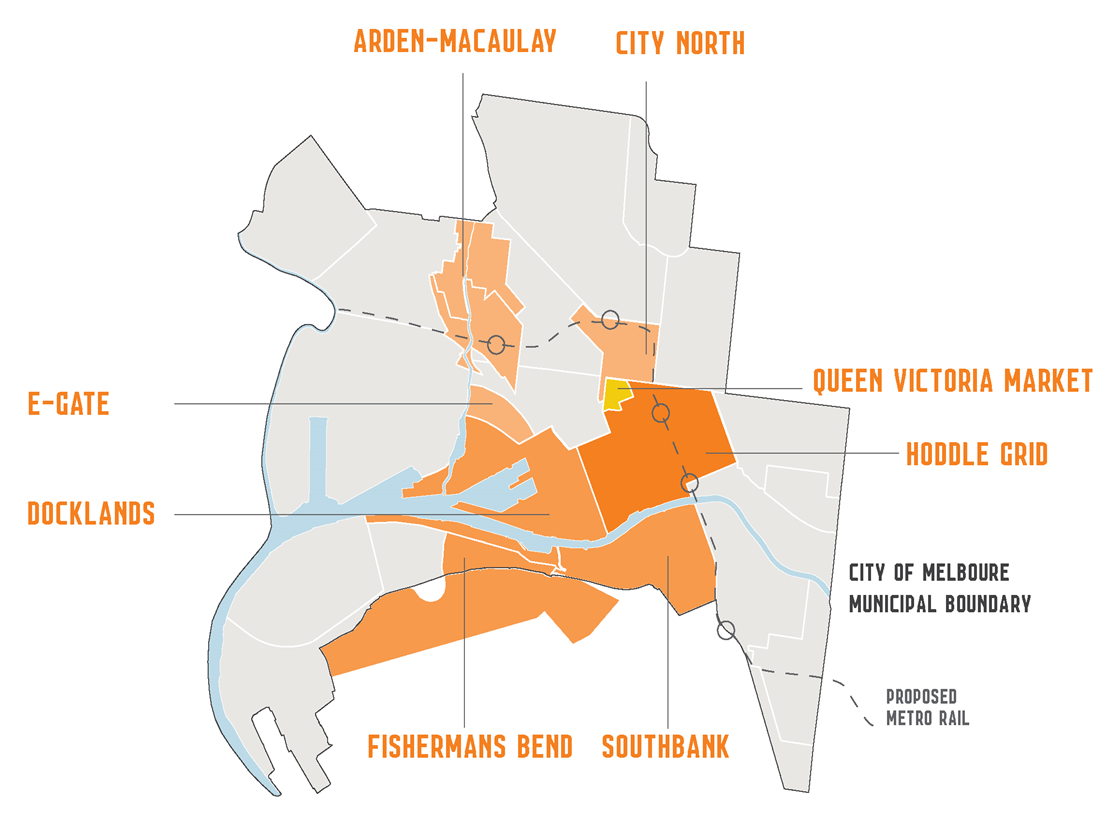 ARDEN-MACAULAY
CITY NORTH
QUEEN VICTORIA MARKET
E-GATE
HODDLE GRID
DOCKLANDS
CITY OF MELBOURE
MUNICIPAL BOUNDARY
PROPOSED
METRO RAIL
FISHERMANS BEND
SOUTHBANK